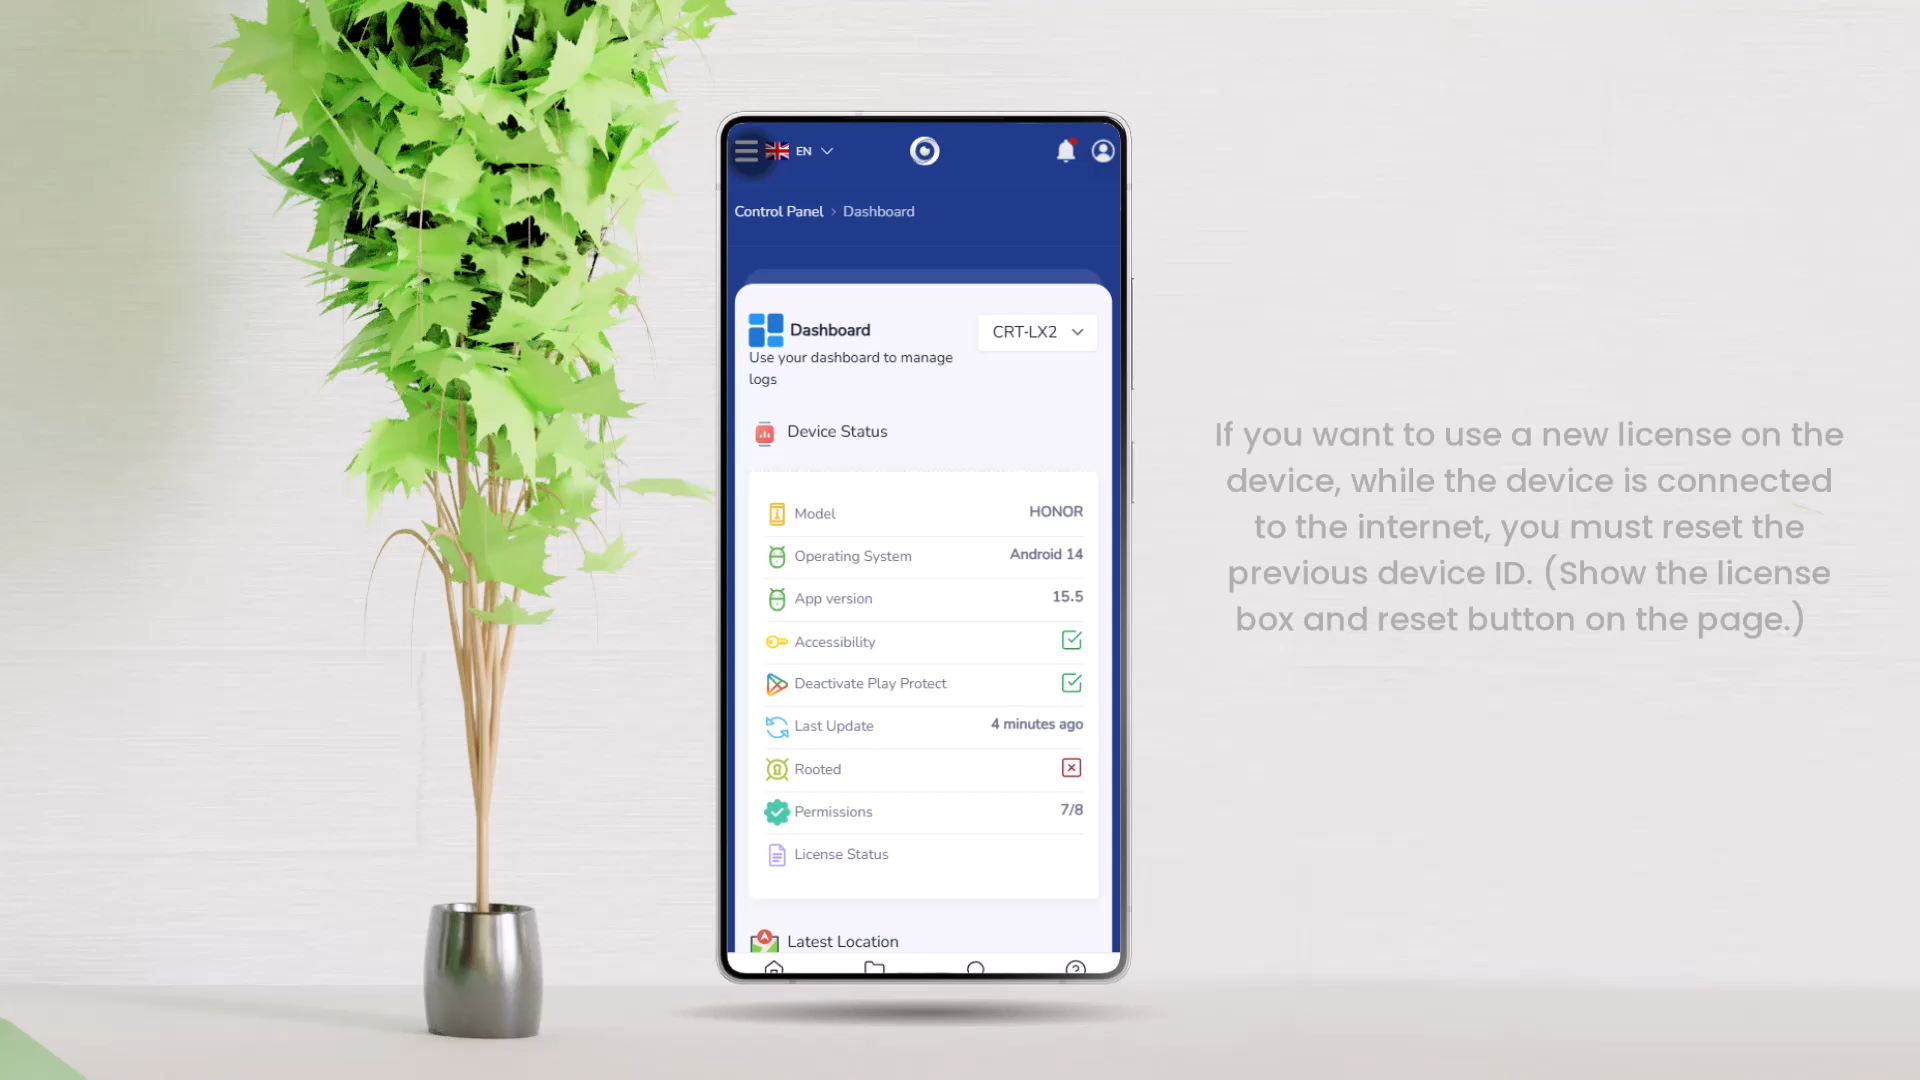 EN
Control Panel > Dashboard
Dashboard
CRT-LX2
Use your dashboard to manage
logs
Device Status
Model HONOR
Operating System Android 14
App version 15.5
Accessibility
Deactivate Play Protect
Last Update 4 minutes ago
Rooted
Permissions 7/8
License Status
Latest Location
If you want to use a new license on the
device, while the device is connected
to the internet, you must reset the
previous device ID. (Show the license
box and reset button on the page.)